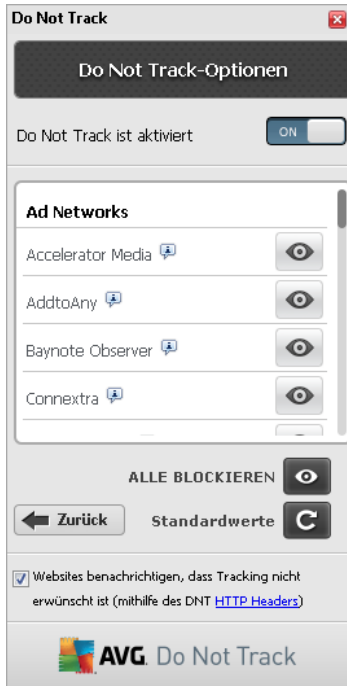 Do Not Track
Do Not Track-Optionen
Do Not Track ist aktiviert
ON
Ad Networks
Accelerator Media
AddtoAny
Baynote Observer
Connextra
ALLE BLOCKIEREN
Zurück
Standardwerte
Websites benachrichtigen, dass Tracking nicht
erwünscht ist (mithilfe des DNT HTTP Headers)
AVG. Do Not Track